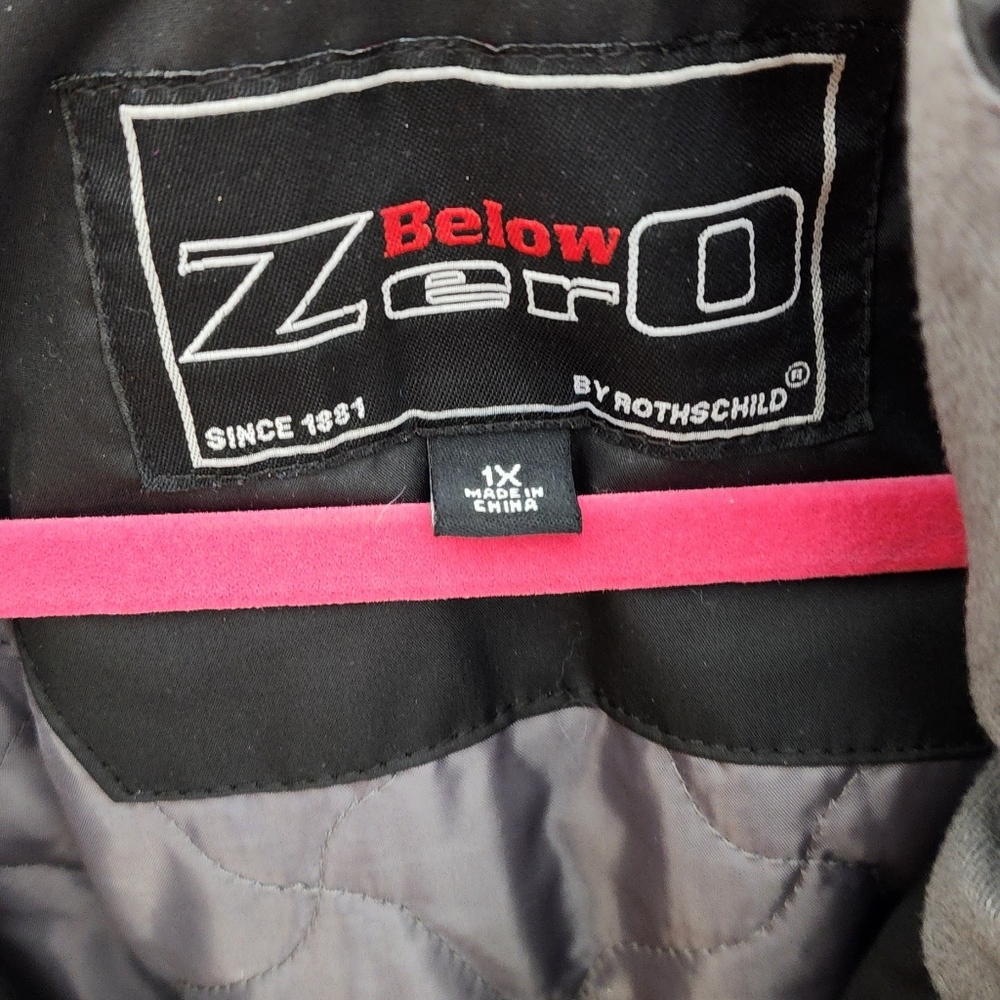 Below
Zero
SINCE 1881
BY ROTHSCHILD®
1X
MADE IN
CHINA